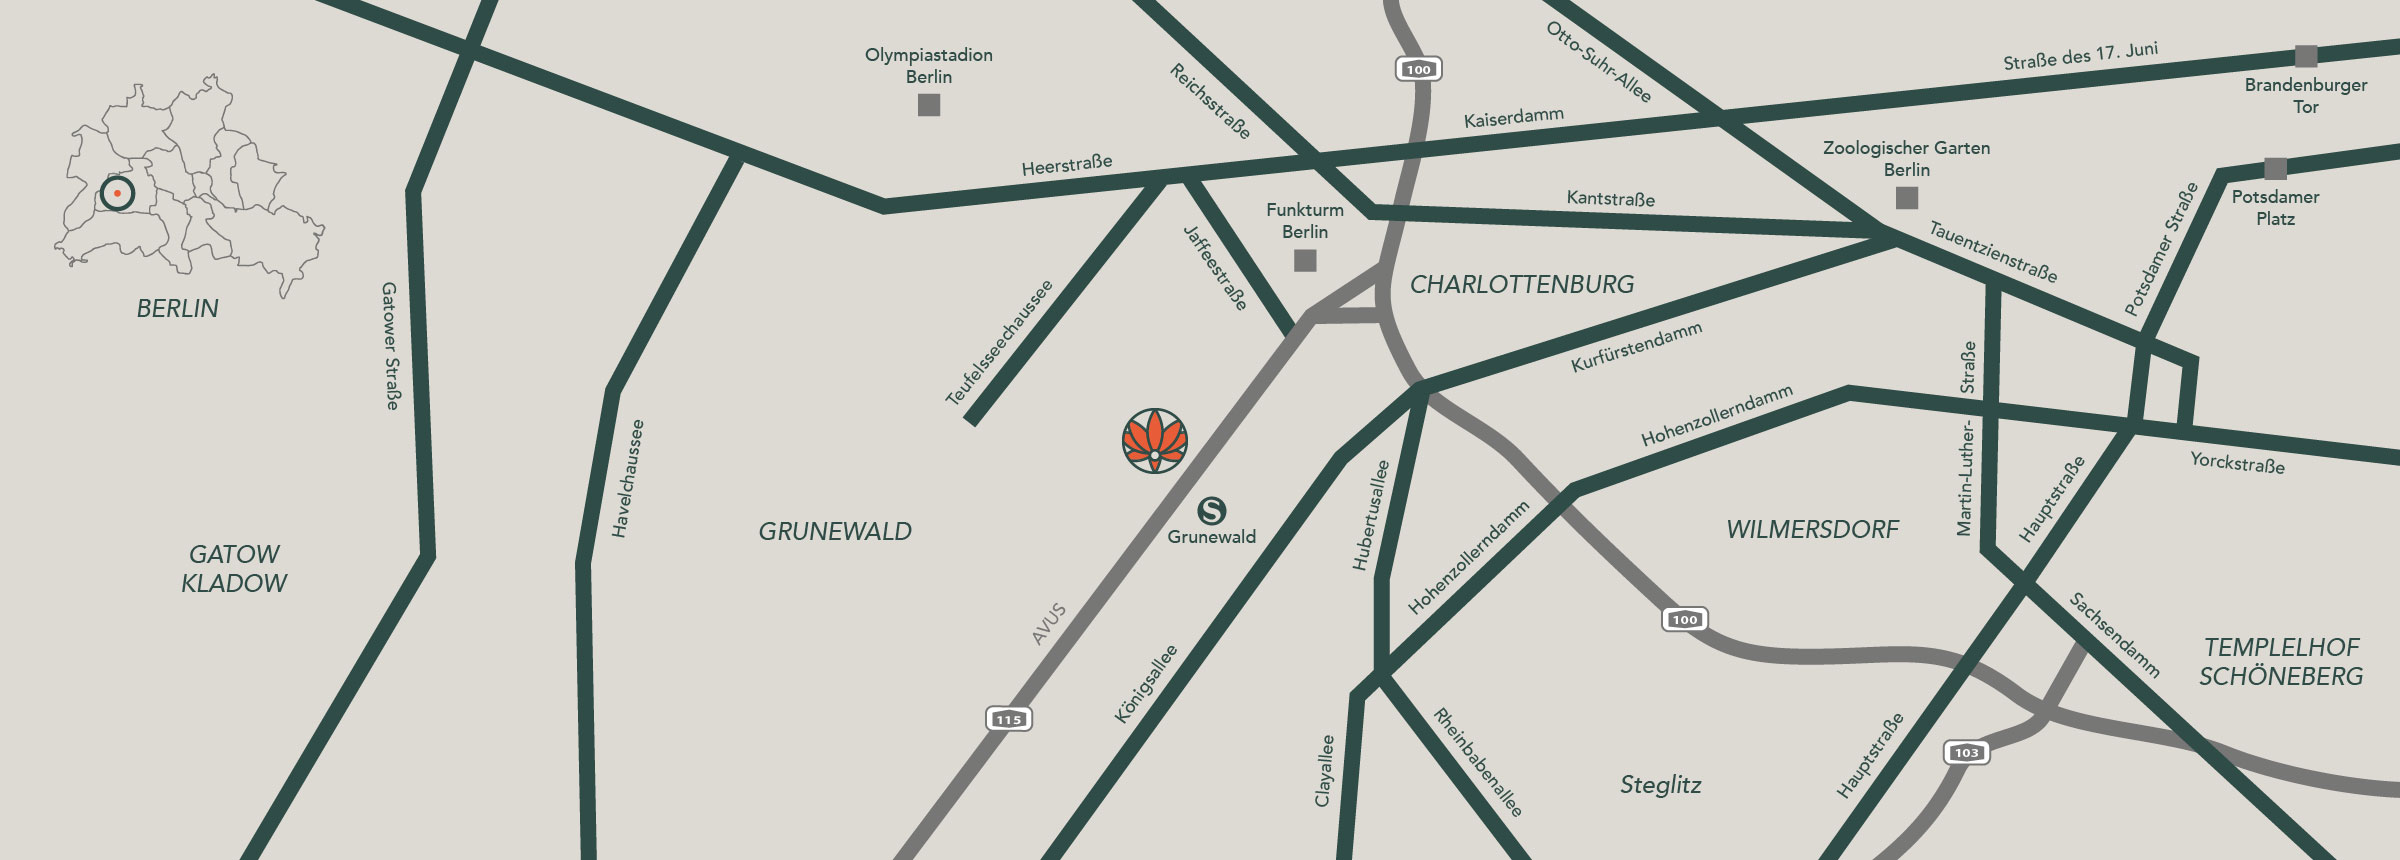 BERLIN
Olympiastadion
Berlin
Heerstraße
Reichsstraße
100
Kaiserdamm
Otto-Suhr-Allee
Straße des 17. Juni
Brandenburger
Tor
Zoologischer Garten
Berlin
Kantstraße
Funkturm
Berlin
Jaffeestraße
Teufelsseechaussee
CHARLOTTENBURG
Tauentzienstraße
Potsdamer Straße
Potsdamer
Platz
Gatower Straße
Havelchaussee
GATOW
KLADOW
GRUNEWALD
S
Grunewald
Kurfürstendamm
Hohenzollerndamm
Hubertusallee
Hohenzollerndamm
WILMERSDORF
Martin-Luther- Straße
Hauptstraße
Yorckstraße
AVUS
115
Königsallee
100
Sachsendamm
TEMPLELHOF
SCHÖNEBERG
Clayallee
Rheinbabenallee
Steglitz
Hauptstraße
103